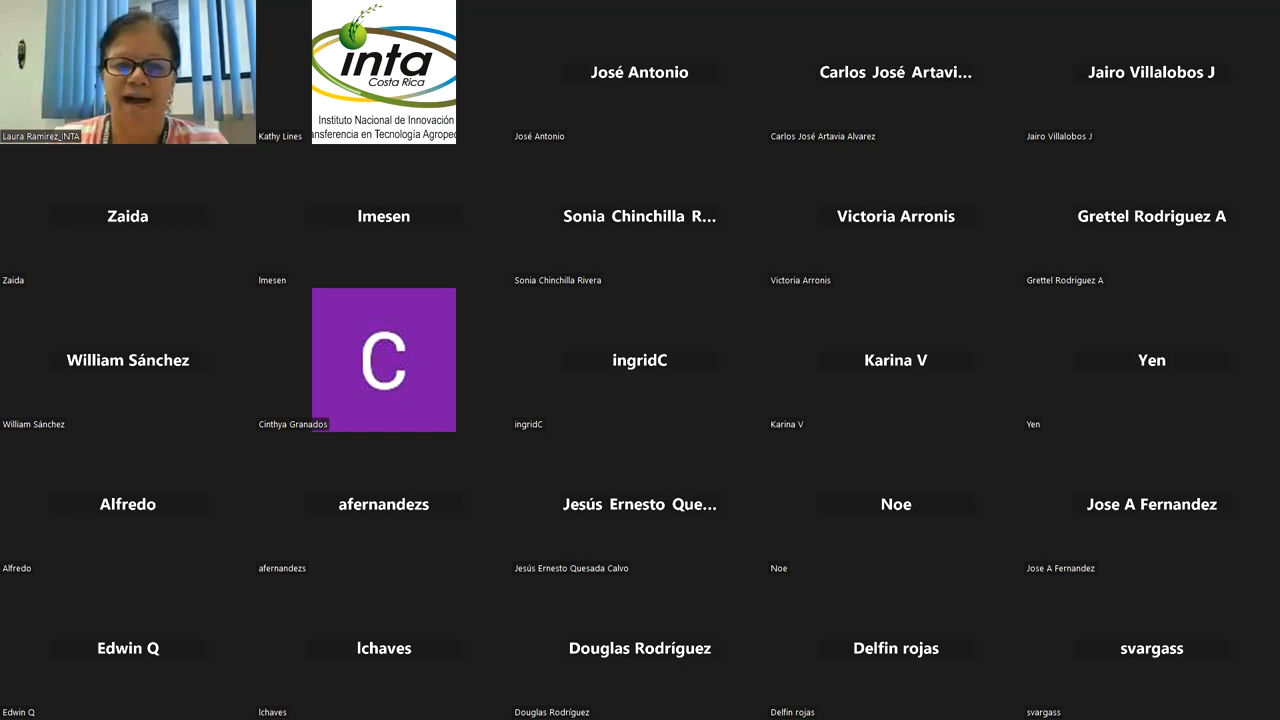 Laura Ramirez_INTA
inta
Costa Rica
Instituto Nacional de Innovación
Tecnología
Kathy Lines
José Antonio
José Antonio
Carlos José Artavi...
Carlos José Artavia Alvarez
Jairo Villalobos J
Jairo Villalobos J
Zaida
Zaida
lmesen
lmesen
Sonia Chinchilla R...
Sonia Chinchilla Rivera
Victoria Arronis
Victoria Arronis
Grettel Rodriguez A
Grettel Rodriguez A
William Sánchez
William Sánchez
C
Cinthya Granados
ingridC
ingridC
Karina V
Karina V
Yen
Yen
Alfredo
Alfredo
afernandezs
afernandezs
Jesús Ernesto Que...
Jesús Ernesto Quesada Calvo
Noe
Noe
Jose A Fernandez
Jose A Fernandez
Edwin Q
Edwin Q
lchaves
lchaves
Douglas Rodríguez
Douglas Rodríguez
Delfin rojas
Delfin rojas
svargass
svargass